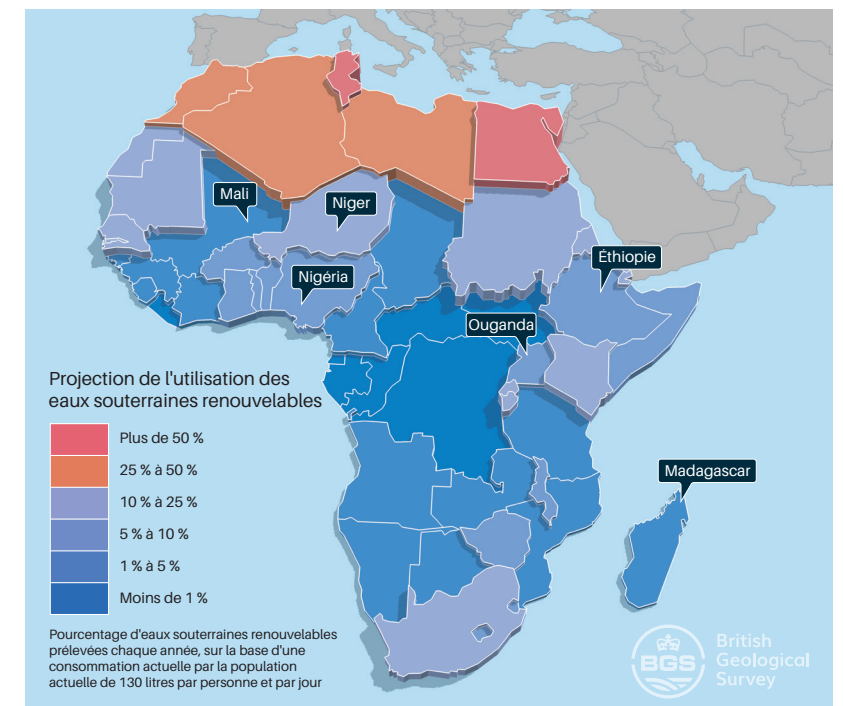 Mali
Niger
Nigéria
Éthiopie
Ouganda
Madagascar
Projection de l'utilisation des
eaux souterraines renouvelables
Plus de 50 %
25 % à 50 %
10 % à 25 %
5 % à 10 %
1 % à 5 %
Moins de 1 %
Pourcentage d'eaux souterraines renouvelables
prélevées chaque année, sur la base d'une
consommation actuelle par la population
actuelle de 130 litres par personne et par jour
BGS
British
Geological
Survey